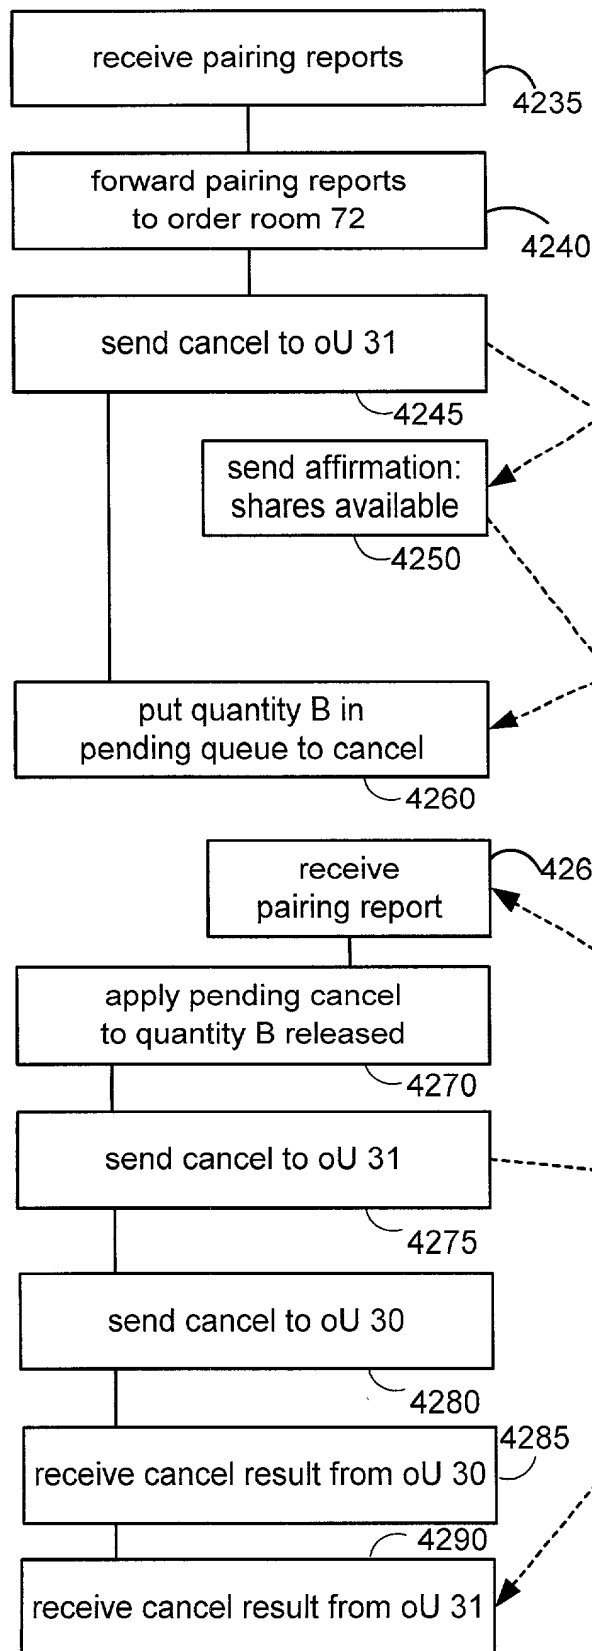 receive pairing reports
4235
forward pairing reports
to order room 72
4240
send cancel to oU 31
4245
send affirmation:
shares available
4250
put quantity B in
pending queue to cancel
4260
receive
pairing report
426
apply pending cancel
to quantity B released
4270
send cancel to oU 31
4275
send cancel to oU 30
4280
4285
receive cancel result from oU 30
4290
receive cancel result from oU 31